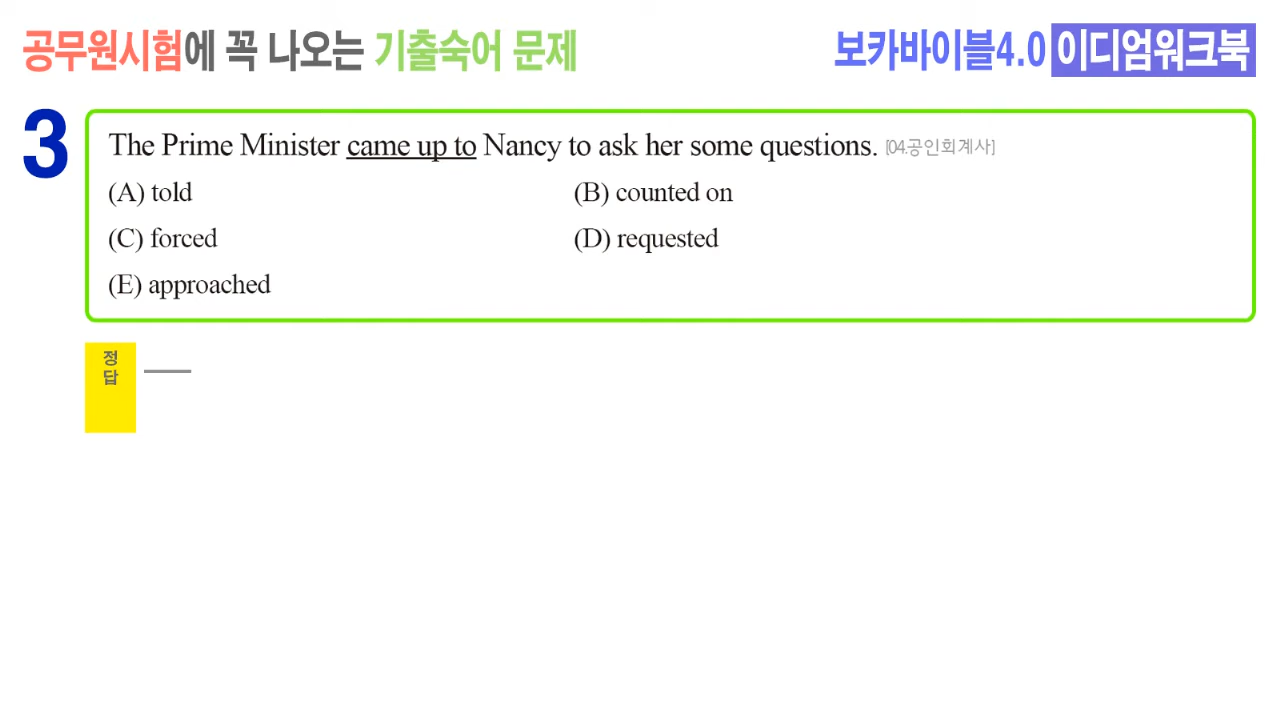 공무원시험에 꼭 나오는 기출숙어 문제
보카바이블4.0 이디엄워크북
3
The Prime Minister came up to Nancy to ask her some questions. [04.공인회계사]
(A) told (B) counted on
(C) forced (D) requested
(E) approached
정
답